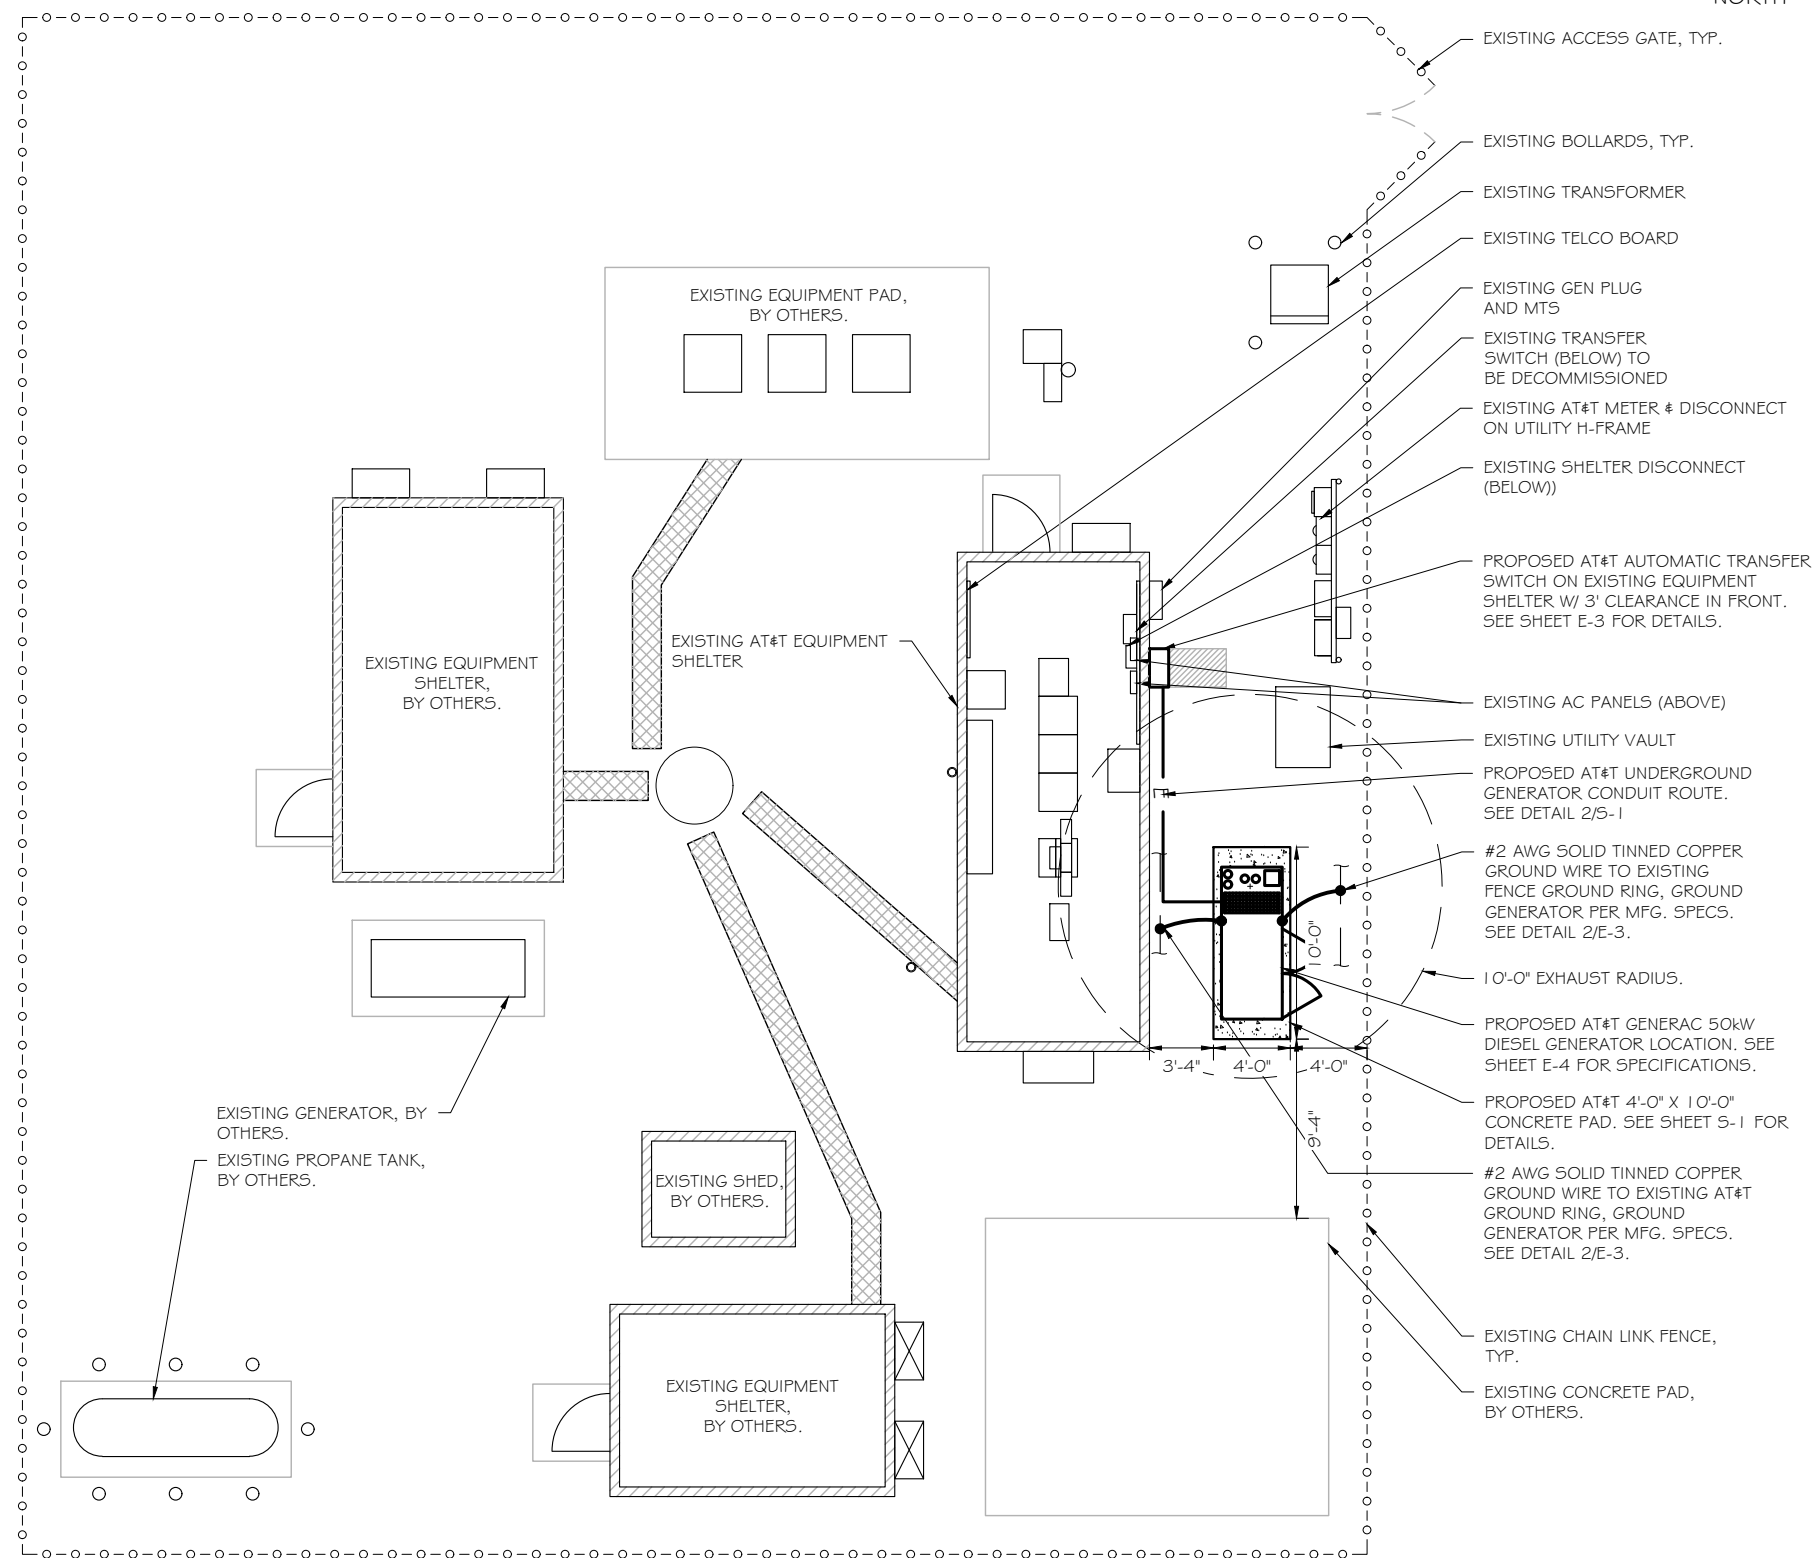 NORTH
EXISTING ACCESS GATE, TYP.
EXISTING BOLLARDS, TYP.
EXISTING TRANSFORMER
EXISTING TELCO BOARD
EXISTING GEN PLUG
AND MTS
EXISTING TRANSFER
SWITCH (BELOW) TO
BE DECOMMISSIONED
EXISTING AT&T METER & DISCONNECT
ON UTILITY H-FRAME
EXISTING SHELTER DISCONNECT
(BELOW))
PROPOSED AT&T AUTOMATIC TRANSFER
SWITCH ON EXISTING EQUIPMENT
SHELTER W/ 3' CLEARANCE IN FRONT.
SEE SHEET E-3 FOR DETAILS.
EXISTING AC PANELS (ABOVE)
EXISTING UTILITY VAULT
PROPOSED AT&T UNDERGROUND
GENERATOR CONDUIT ROUTE.
SEE DETAIL 2/S-1
#2 AWG SOLID TINNED COPPER
GROUND WIRE TO EXISTING
FENCE GROUND RING, GROUND
GENERATOR PER MFG. SPECS.
SEE DETAIL 2/E-3.
10'-0" EXHAUST RADIUS.
PROPOSED AT&T GENERAC 50kW
DIESEL GENERATOR LOCATION. SEE
SHEET E-4 FOR SPECIFICATIONS.
PROPOSED AT&T 4'-0" X 10'-0"
CONCRETE PAD. SEE SHEET S-1 FOR
DETAILS.
#2 AWG SOLID TINNED COPPER
GROUND WIRE TO EXISTING AT&T
GROUND RING, GROUND
GENERATOR PER MFG. SPECS.
SEE DETAIL 2/E-3.
EXISTING CHAIN LINK FENCE,
TYP.
EXISTING CONCRETE PAD,
BY OTHERS.
EXISTING EQUIPMENT PAD,
BY OTHERS.
EXISTING EQUIPMENT
SHELTER,
BY OTHERS.
EXISTING AT&T EQUIPMENT
SHELTER
10'-0"
3'-4"
4'-0"
4'-0"
9'-4"
EXISTING GENERATOR, BY
OTHERS.
EXISTING PROPANE TANK,
BY OTHERS.
EXISTING SHED,
BY OTHERS.
EXISTING EQUIPMENT
SHELTER,
BY OTHERS.